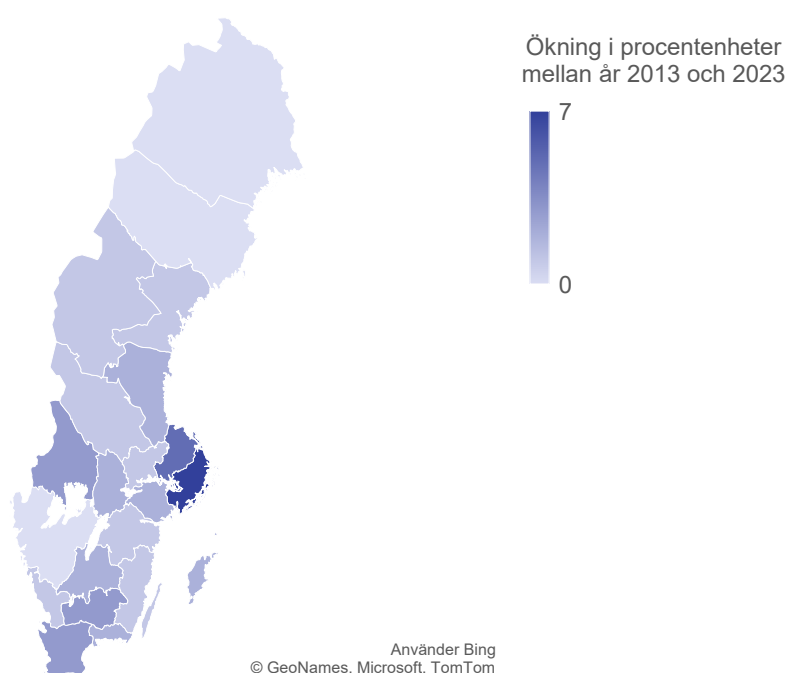 Ökning i procentenheter
mellan år 2013 och 2023
7
0
Använder Bing
© GeoNames, Microsoft, TomTom